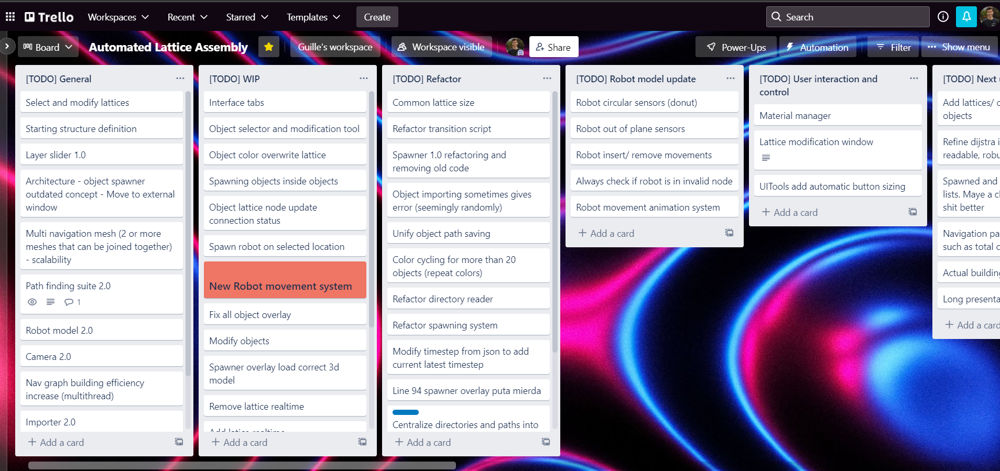 Trello
Workspaces
Recent
Starred
Templates
Create
Search
Board
Automated Lattice Assembly
Guille's workspace
Workspace visible
Share
Power-Ups
Automation
Filter
Show menu
[TODO] General
Select and modify lattices
Starting structure definition
Layer slider 1.0
Architecture - object spawner
outdated concept - Move to external
window
Multi navigation mesh (2 or more
meshes that can be joined together)
- scalability
Path finding suite 2.0
1
Robot model 2.0
Camera 2.0
Nav graph building efficiency
increase (multithread)
Importer 2.0
+ Add a card
[TODO] WIP
Interface tabs
Object selector and modification tool
Object color overwrite lattice
Spawning objects inside objects
Object lattice node update
connection status
Spawn robot on selected location
New Robot movement system
Fix all object overlay
Modify objects
Spawner overlay load correct 3d
model
Remove lattice realtime
+ Add a card
[TODO] Refactor
Common lattice size
Refactor transition script
Spawner 1.0 refactoring and
removing old code
Object importing sometimes gives
error (seemingly randomly)
Unify object path saving
Color cycling for more than 20
objects (repeat colors)
Refactor directory reader
Refactor spawning system
Modify timestep from json to add
current latest timestep
Line 94 spawner overlay puta mierda
Centralize directories and paths into
+ Add a card
[TODO] Robot model update
Robot circular sensors (donut)
Robot out of plane sensors
Robot insert/ remove movements
Always check if robot is in invalid node
Robot movement animation system
+ Add a card
[TODO] User interaction and
control
Material manager
Lattice modification window
UITools add automatic button sizing
+ Add a card
[TODO] Next
Add lattices/
objects
Refine dijstra
readable,
Spawned and
lists. Maye a
shit better
Navigation
such as total
Actual
Long
+ Add a card